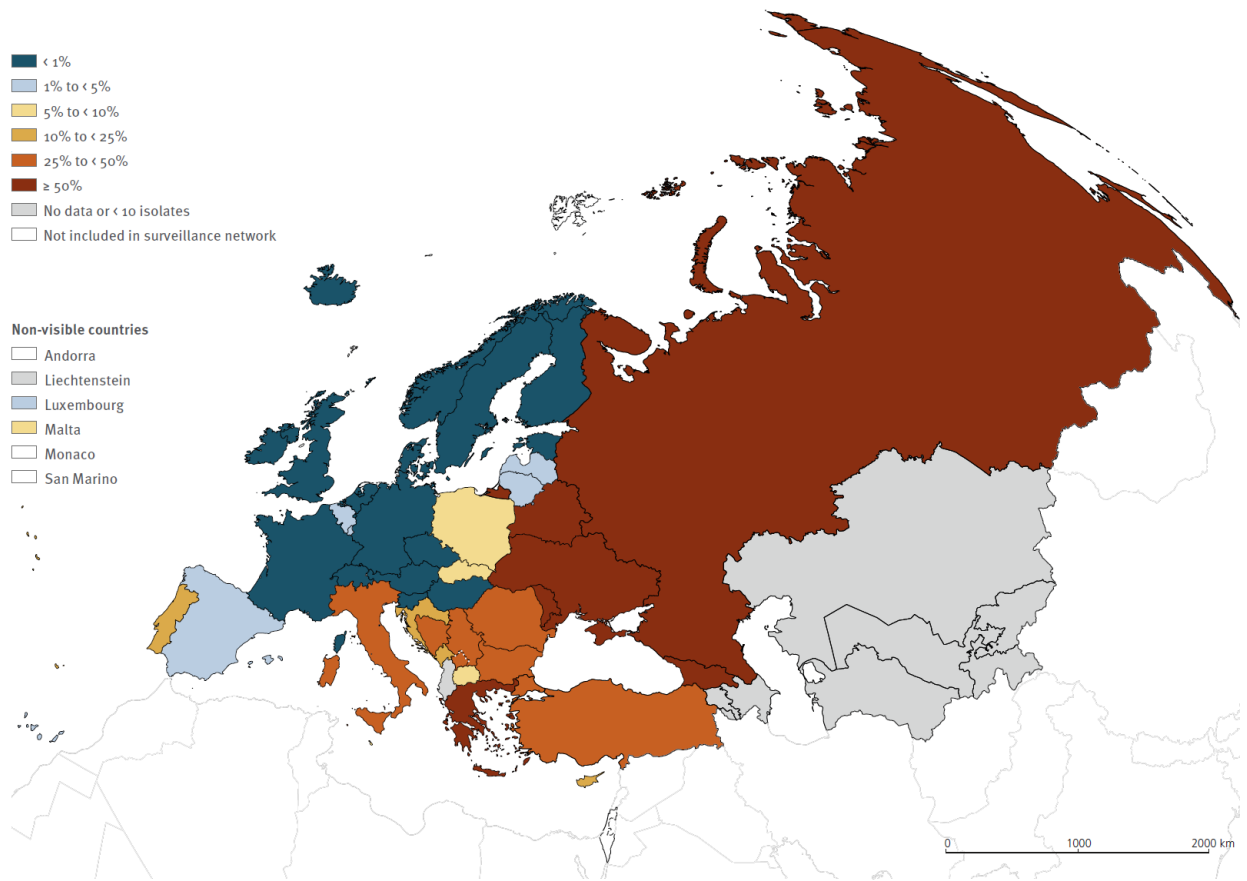 ‹ 1%
1% to ‹ 5%
5% to ‹ 10%
10% to ‹ 25%
25% to ‹ 50%
≥ 50%
No data or ‹ 10 isolates
Not included in surveillance network
Non-visible countries
Andorra
Liechtenstein
Luxembourg
Malta
Monaco
San Marino
0 1000 2000 km